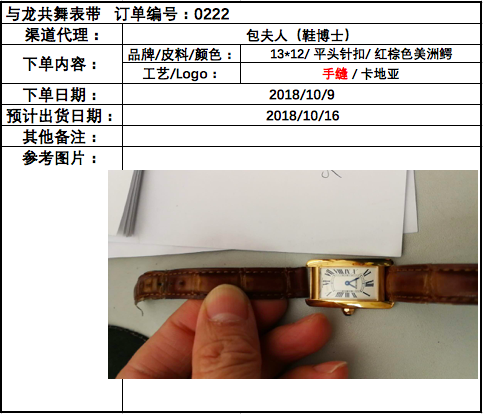 与龙共舞表带 订单编号：0222
渠道代理： 包夫人（鞋博士）
下单内容： 品牌/皮料/颜色： 13*12/ 平头针扣/ 红棕色美洲鳄
工艺/Logo： 手缝 / 卡地亚
下单日期： 2018/10/9
预计出货日期： 2018/10/16
其他备注：
参考图片：